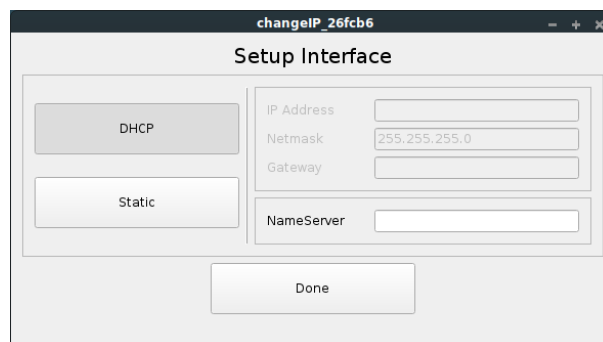 changeIP_26fcb6
Setup Interface
DHCP
Static
IP Address
Netmask 255.255.255.0
Gateway
NameServer
Done